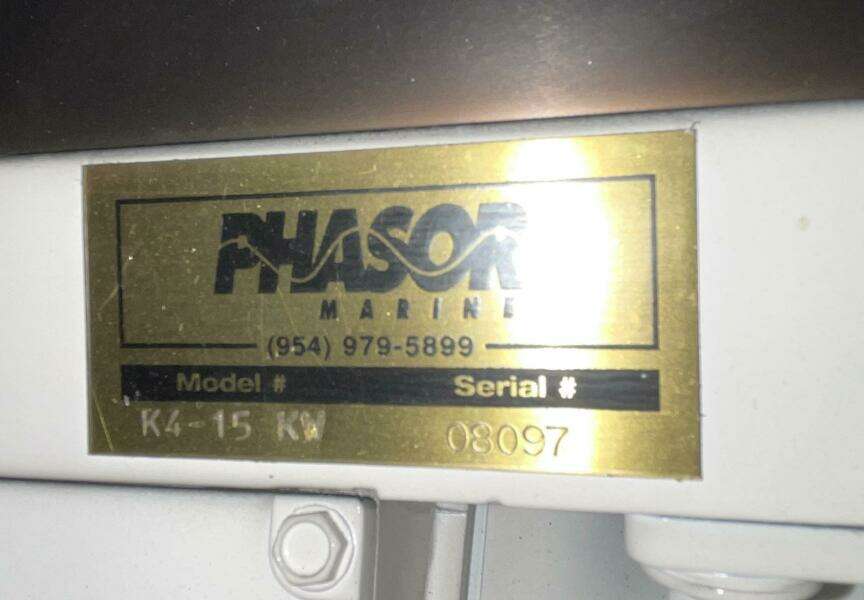 PHASOR
MARINE
(954) 979-5899
Model # Serial #
K4-15 KW 08097